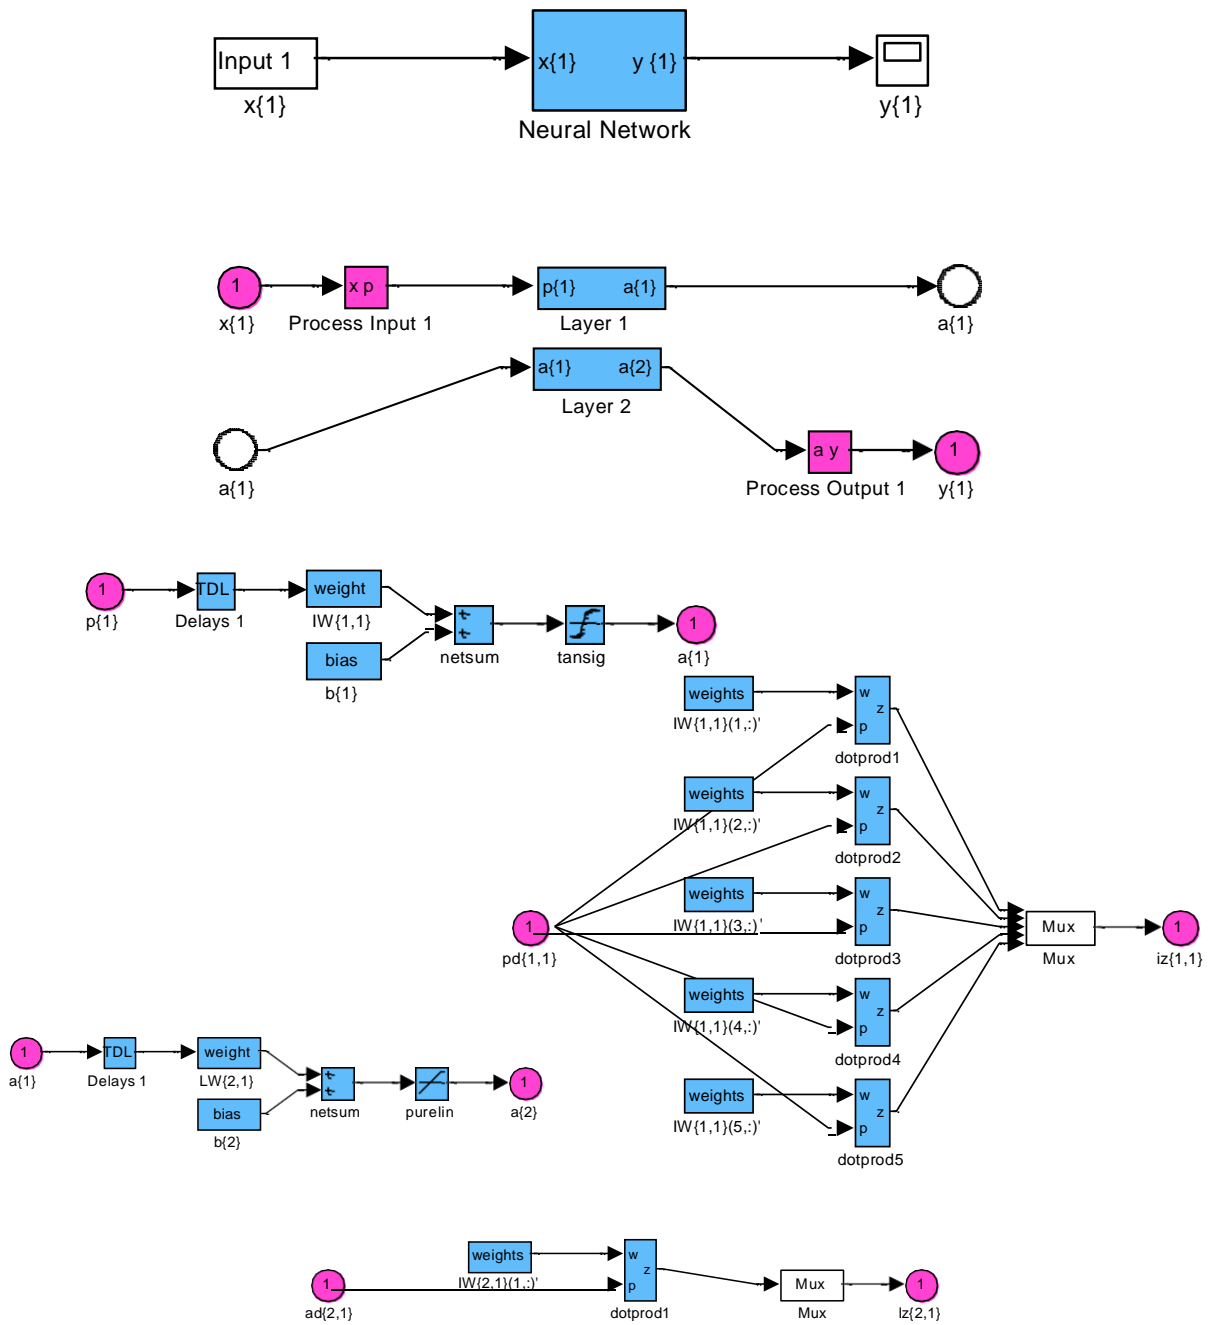 Input 1
x{1}
x{1} y {1}
Neural Network
y{1}
1
x{1}
x p
Process Input 1
p{1} a{1}
Layer 1
a{1}
a{1} a{2}
Layer 2
a{1}
a y
Process Output 1
1
y{1}
1
p{1}
TDL
Delays 1
weight
IW{1,1}
bias
b{1}
netsum
tansig
1
a{1}
weights
IW{1,1}(1,:)'
w
z
p
dotprod1
weights
IW{1,1}(2,:)'
w
z
p
dotprod2
weights
IW{1,1}(3,:)'
w
z
p
dotprod3
1
pd{1,1}
Mux
Mux
1
iz{1,1}
weights
IW{1,1}(4,:)'
w
z
p
dotprod4
weights
IW{1,1}(5,:)'
w
z
p
dotprod5
1
a{1}
TDL
Delays 1
weight
LW{2,1}
bias
b{2}
netsum
purelin
1
a{2}
weights
IW{2,1}(1,:)'
1
ad{2,1}
w
z
p
dotprod1
Mux
Mux
1
lz{2,1}